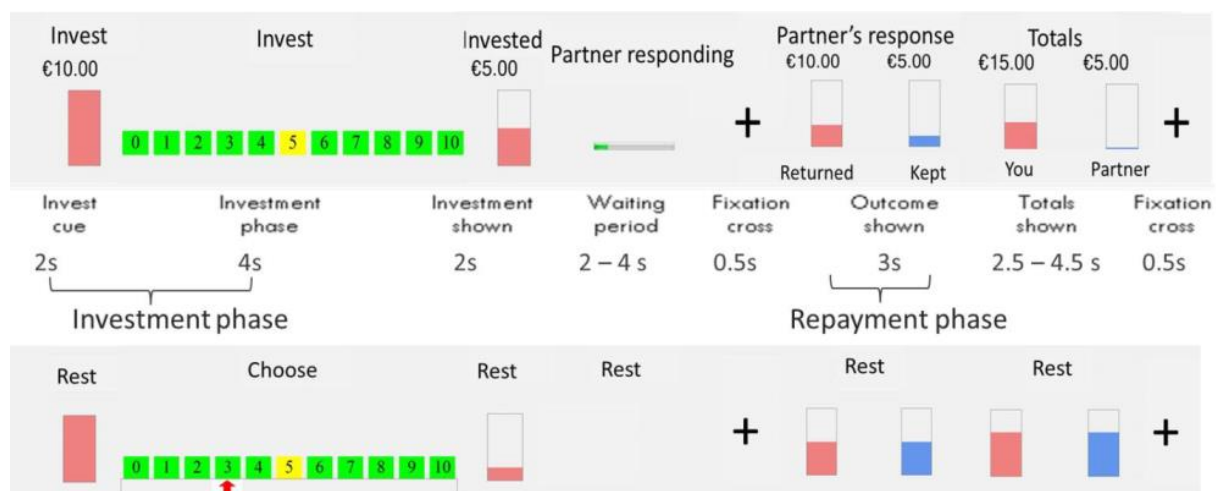 Invest Invest Invested Partner responding Partner's response Totals
€10.00 €5.00 €10.00 €5.00 €15.00 €5.00
+ +
0 1 2 3 4 5 6 7 8 9 10
Returned Kept You Partner
Invest cue Investment phase Investment shown Waiting period Fixation cross Outcome shown Totals shown Fixation cross
2s 4s 2s 2 – 4 s 0.5s 3s 2.5 – 4.5 s 0.5s
Investment phase Repayment phase
Rest Choose Rest Rest Rest Rest
+ +
0 1 2 3 4 5 6 7 8 9 10